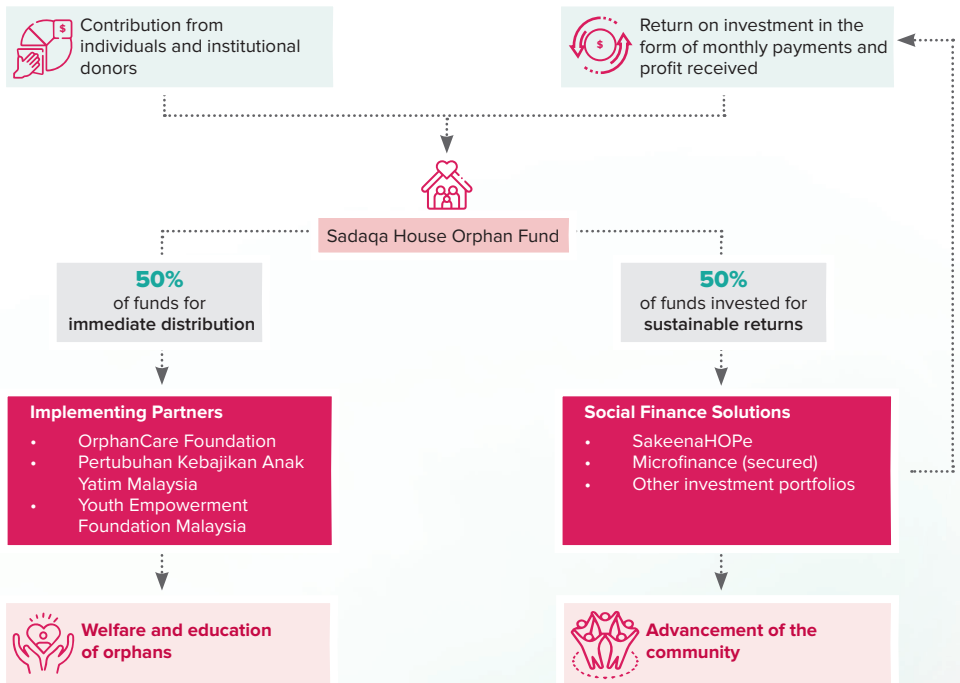 $
Contribution from
individuals and institutional
donors
$
Return on investment in the
form of monthly payments and
profit received
Sadaqa House Orphan Fund
50%
of funds for
immediate distribution
50%
of funds invested for
sustainable returns
Implementing Partners
• OrphanCare Foundation
• Pertubuhan Kebajikan Anak
Yatim Malaysia
• Youth Empowerment
Foundation Malaysia
Social Finance Solutions
• SakeenaHOPe
• Microfinance (secured)
• Other investment portfolios
Welfare and education
of orphans
Advancement of the
community